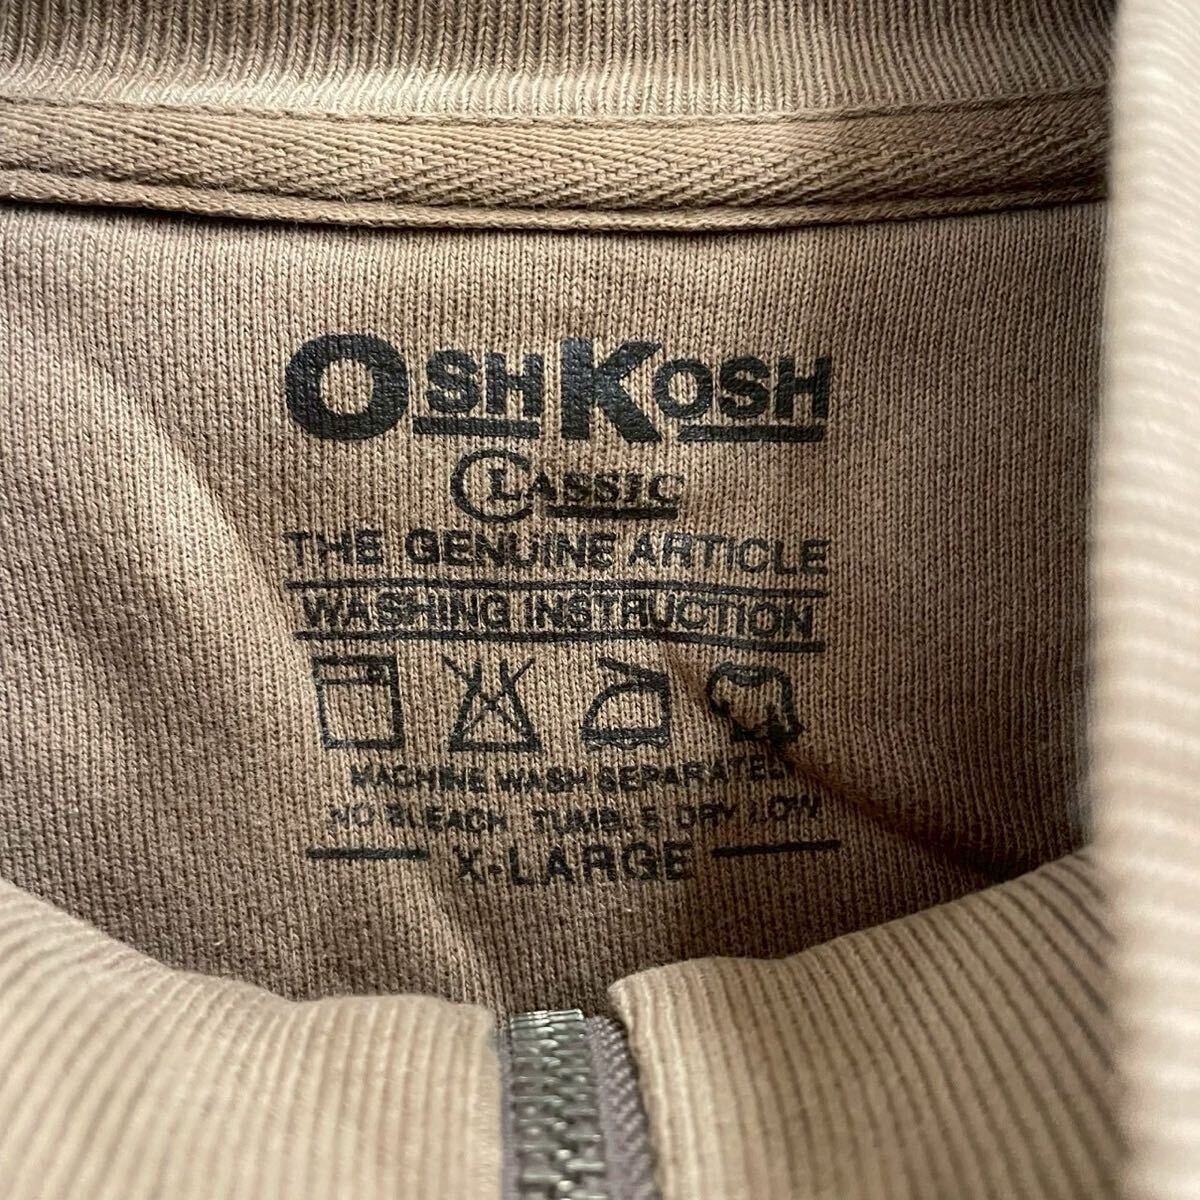 OSHKOSH
CLASSIC
THE GENUINE ARTICLE
WASHING INSTRUCTION
MACHINE WASH SEPARATELY
NO BLEACH TUMBLE DRY LOW
X-LARGE